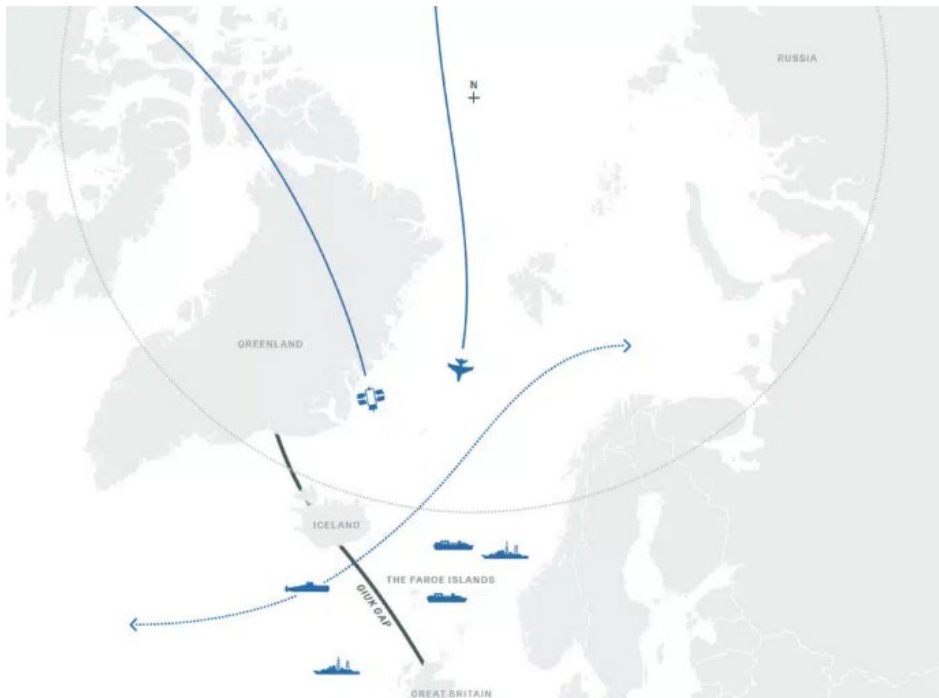 RUSSIA
N
GREENLAND
ICELAND
THE FAROE ISLANDS
GIUK GAP
GREAT BRITAIN